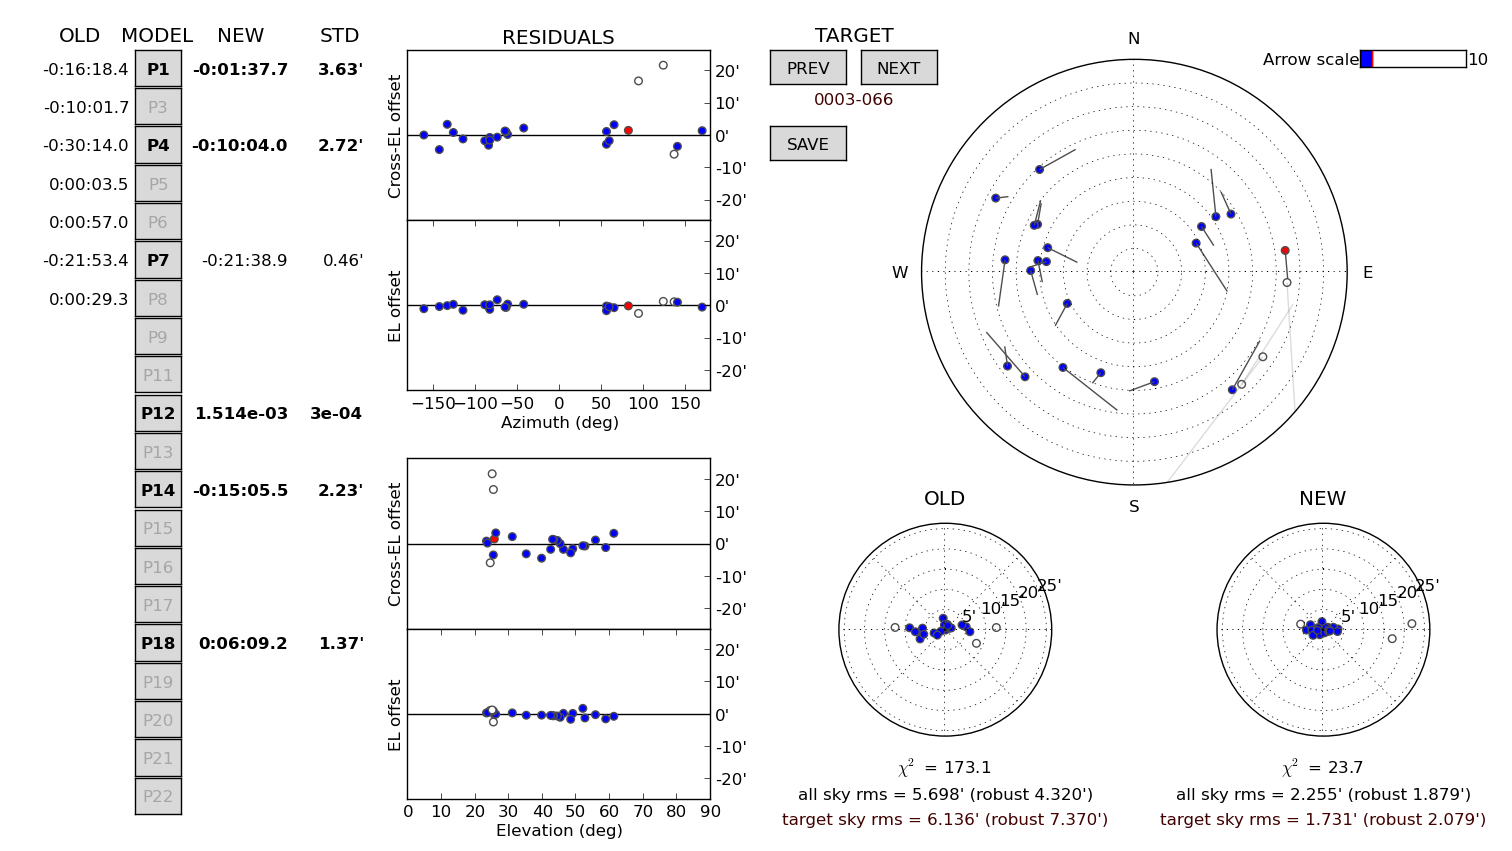 OLD MODEL NEW STD
-0:16:18.4 P1 -0:01:37.7 3.63'
-0:10:01.7 P3
-0:30:14.0 P4 -0:10:04.0 2.72'
0:00:03.5 P5
0:00:57.0 P6
-0:21:53.4 P7 -0:21:38.9 0.46'
0:00:29.3 P8
P9
P11
P12 1.514e-03 3e-04
P13
P14 -0:15:05.5 2.23'
P15
P16
P17
P18 0:06:09.2 1.37'
P19
P20
P21
P22
RESIDUALS
Cross-EL offset
20'
10'
0'
-10'
-20'
EL offset
20'
10'
0'
-10'
-20'
−150 −100 −50 0 50 100 150
Azimuth (deg)
Cross-EL offset
20'
10'
0'
-10'
-20'
EL offset
20'
10'
0'
-10'
-20'
0 10 20 30 40 50 60 70 80 90
Elevation (deg)
TARGET
PREV NEXT
0003-066
SAVE
Arrow scale 10
N
W E
S
OLD
5' 10' 15' 20' 25'
χ² = 173.1
all sky rms = 5.698' (robust 4.320')
target sky rms = 6.136' (robust 7.370')
NEW
5' 10' 15' 20' 25'
χ² = 23.7
all sky rms = 2.255' (robust 1.879')
target sky rms = 1.731' (robust 2.079')